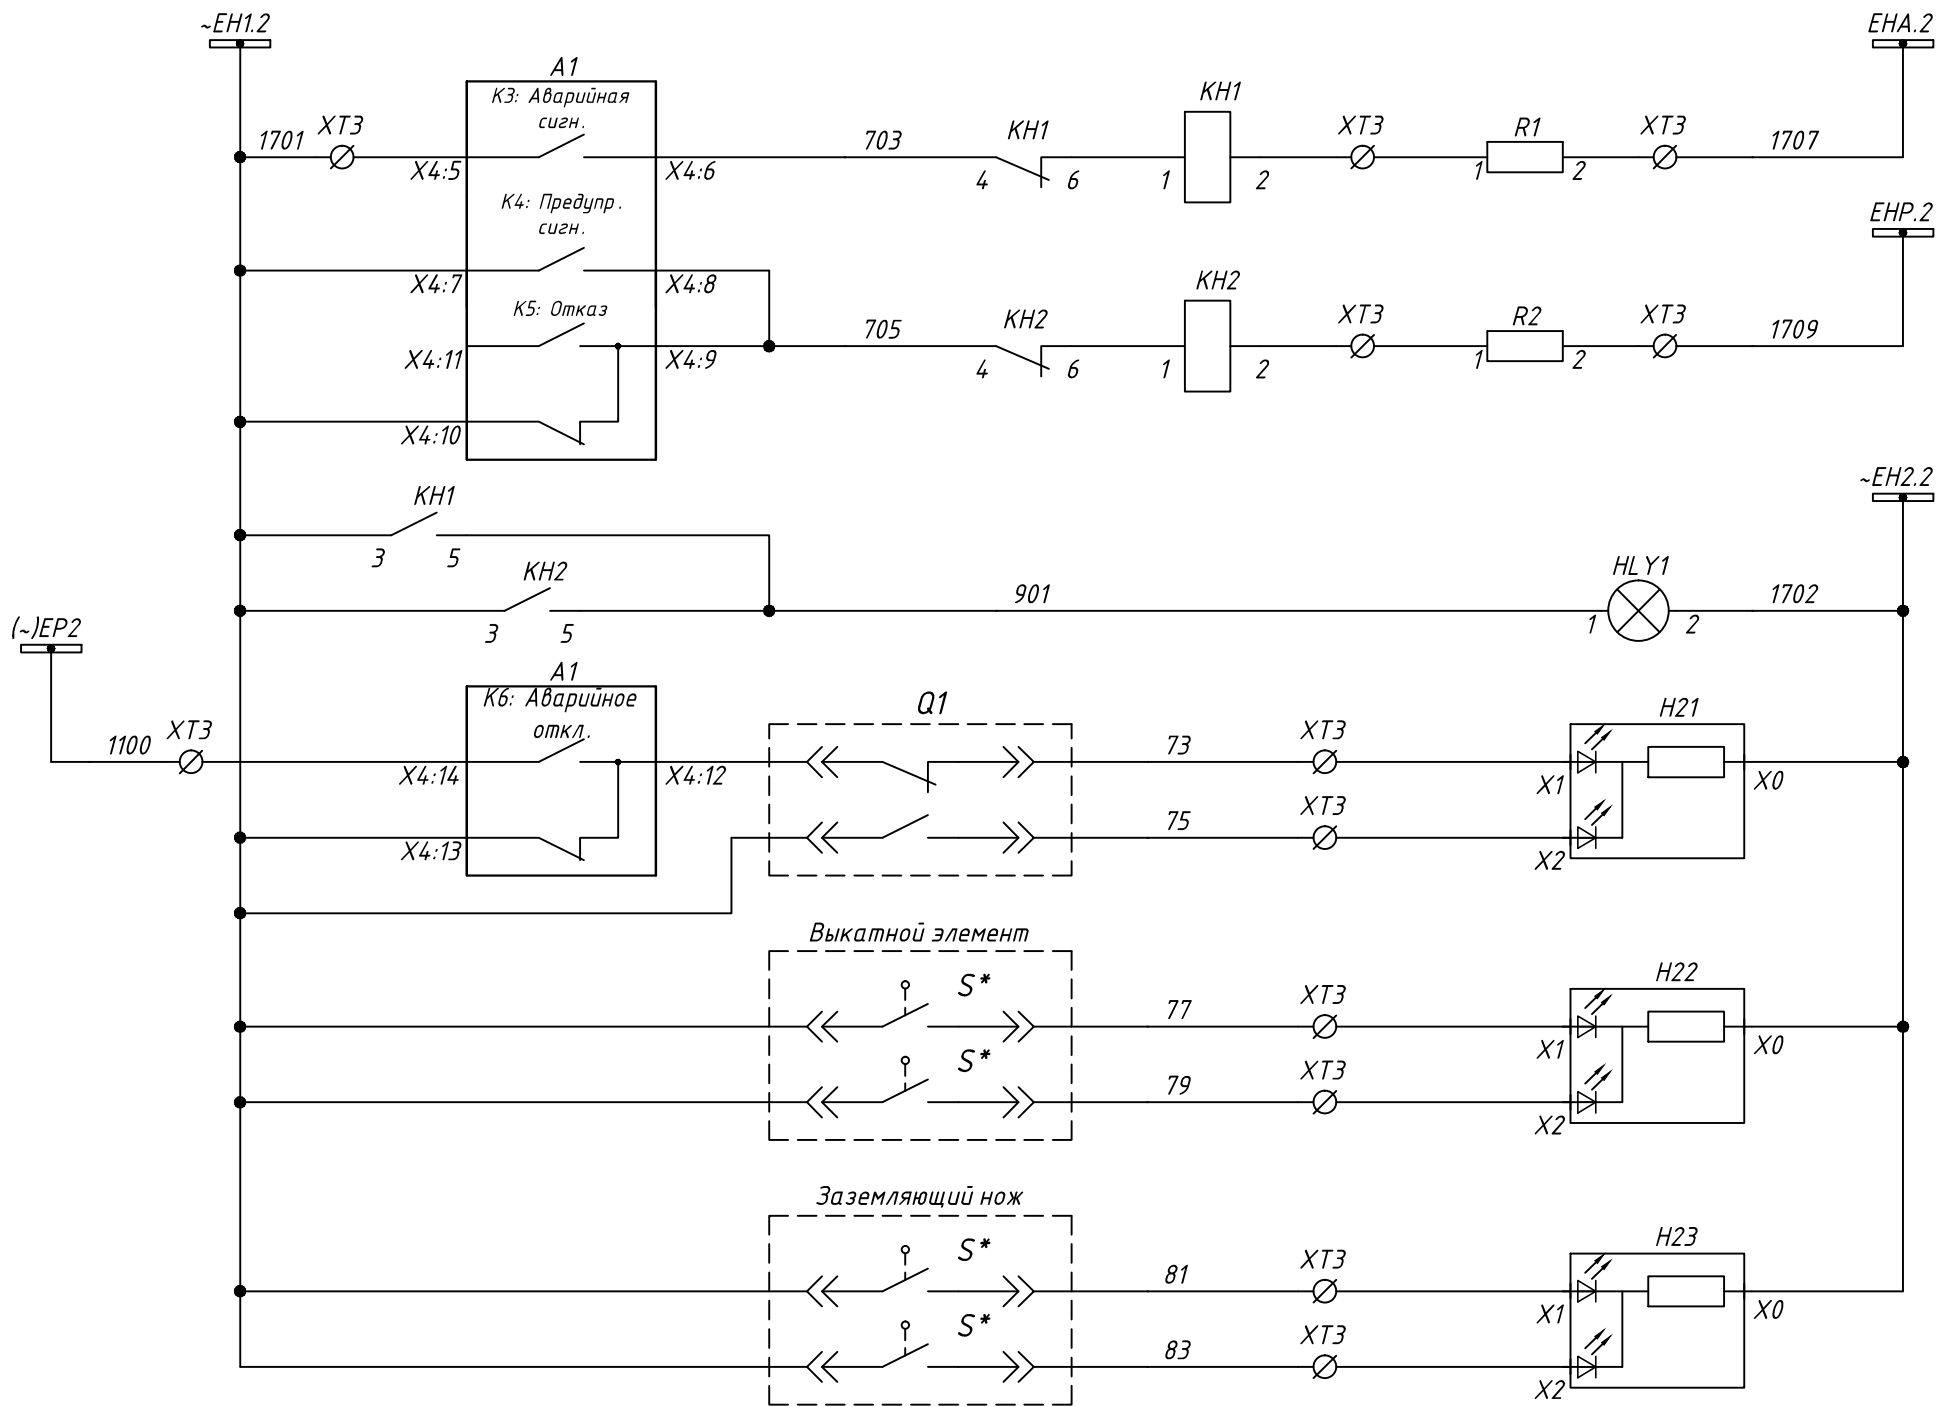 ~EH1.2
EHA.2
A1
К3: Аварийная
сигн.
1701
XT3
X4:5
X4:6
703
KH1
4
6
KH1
1
2
XT3
R1
1
2
XT3
1707
К4: Предупр.
сигн.
X4:7
X4:8
EHP.2
К5: Отказ
X4:11
X4:9
705
KH2
4
6
KH2
1
2
XT3
R2
1
2
XT3
1709
X4:10
~EH2.2
KH1
3
5
KH2
3
5
901
HLY1
1
2
1702
(~)EP2
1100
XT3
A1
К6: Аварийное
откл.
X4:14
X4:12
X4:13
Q1
73
XT3
75
XT3
H21
X1
X2
X0
Выкатной элемент
S*
77
XT3
S*
79
XT3
H22
X1
X2
X0
Заземляющий нож
S*
81
XT3
S*
83
XT3
H23
X1
X2
X0